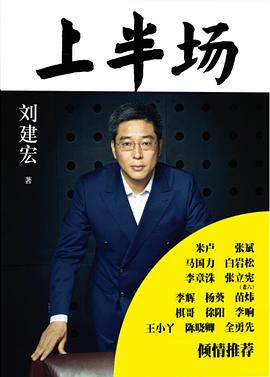 上半场
刘建宏
著
米卢 张斌
马国力 白岩松
李章洙 张立宪
(老六)
李辉 杨葵 苗炜
棋哥 徐阳 李响
王小丫 陈晓卿 全勇先
倾情推荐